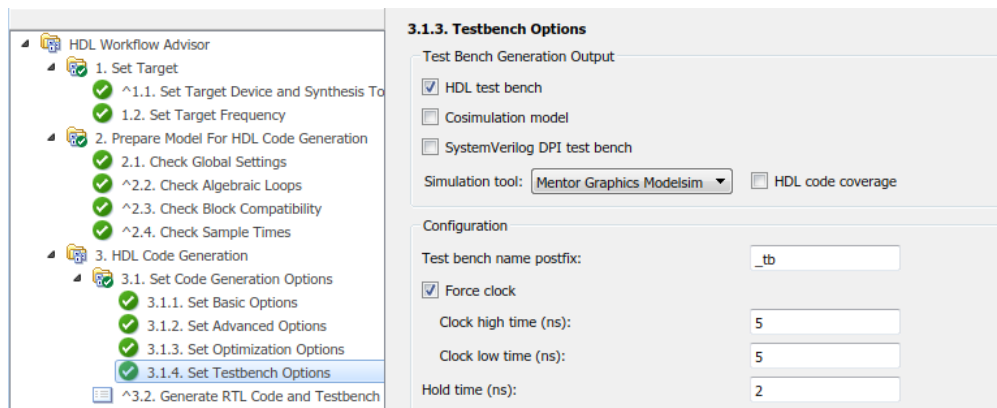 HDL Workflow Advisor
1. Set Target
^1.1. Set Target Device and Synthesis To
1.2. Set Target Frequency
2. Prepare Model For HDL Code Generation
2.1. Check Global Settings
^2.2. Check Algebraic Loops
^2.3. Check Block Compatibility
^2.4. Check Sample Times
3. HDL Code Generation
3.1. Set Code Generation Options
3.1.1. Set Basic Options
3.1.2. Set Advanced Options
3.1.3. Set Optimization Options
3.1.4. Set Testbench Options
^3.2. Generate RTL Code and Testbench
3.1.3. Testbench Options
Test Bench Generation Output
HDL test bench
Cosimulation model
SystemVerilog DPI test bench
Simulation tool: Mentor Graphics Modelsim HDL code coverage
Configuration
Test bench name postfix: _tb
Force clock
Clock high time (ns): 5
Clock low time (ns): 5
Hold time (ns): 2